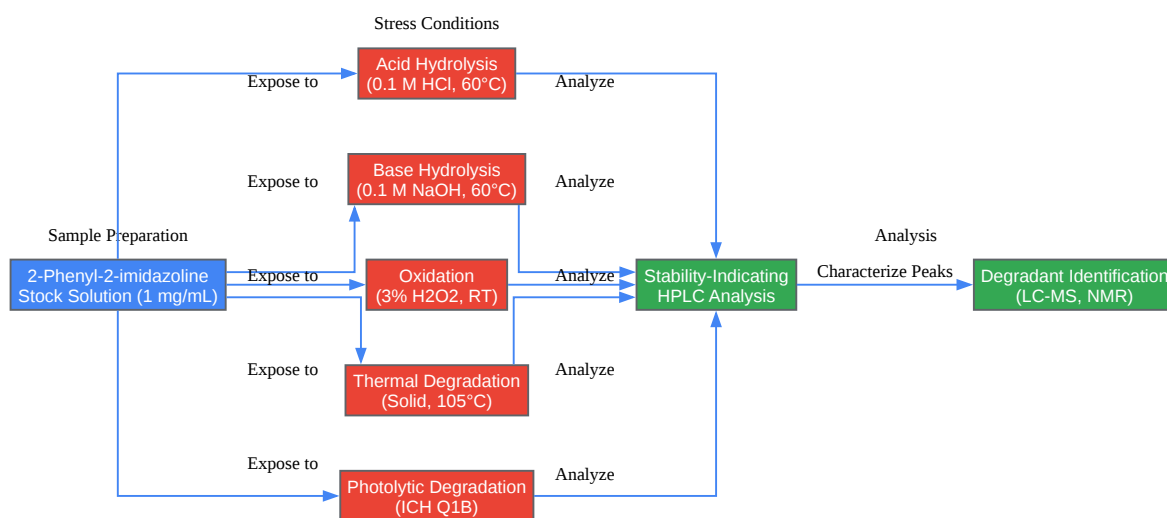 Stress Conditions
Expose to
Acid Hydrolysis
(0.1 M HCl, 60°C)
Analyze
Expose to
Base Hydrolysis
(0.1 M NaOH, 60°C)
Analyze
Sample Preparation
2-Phenyl-2-imidazoline
Stock Solution (1 mg/mL)
Expose to
Oxidation
(3% H2O2, RT)
Analyze
Stability-Indicating
HPLC Analysis
Analysis
Characterize Peaks
Degradant Identification
(LC-MS, NMR)
Expose to
Thermal Degradation
(Solid, 105°C)
Analyze
Expose to
Photolytic Degradation
(ICH Q1B)
Analyze